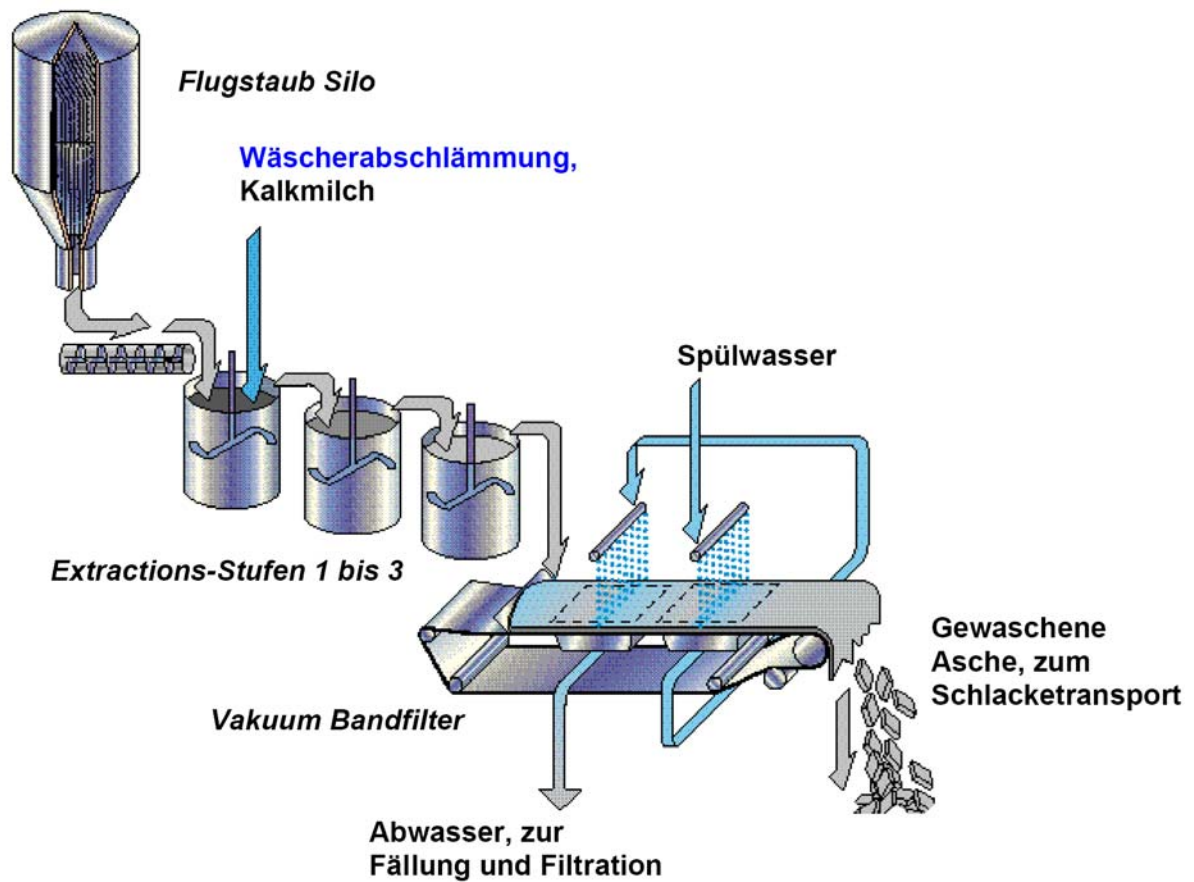 Flugstaub Silo
Wäscherabschlämmung,
Kalkmilch
Spülwasser
Extractions-Stufen 1 bis 3
Gewaschene
Asche, zum
Schlacketransport
Vakuum Bandfilter
Abwasser, zur
Fällung und Filtration